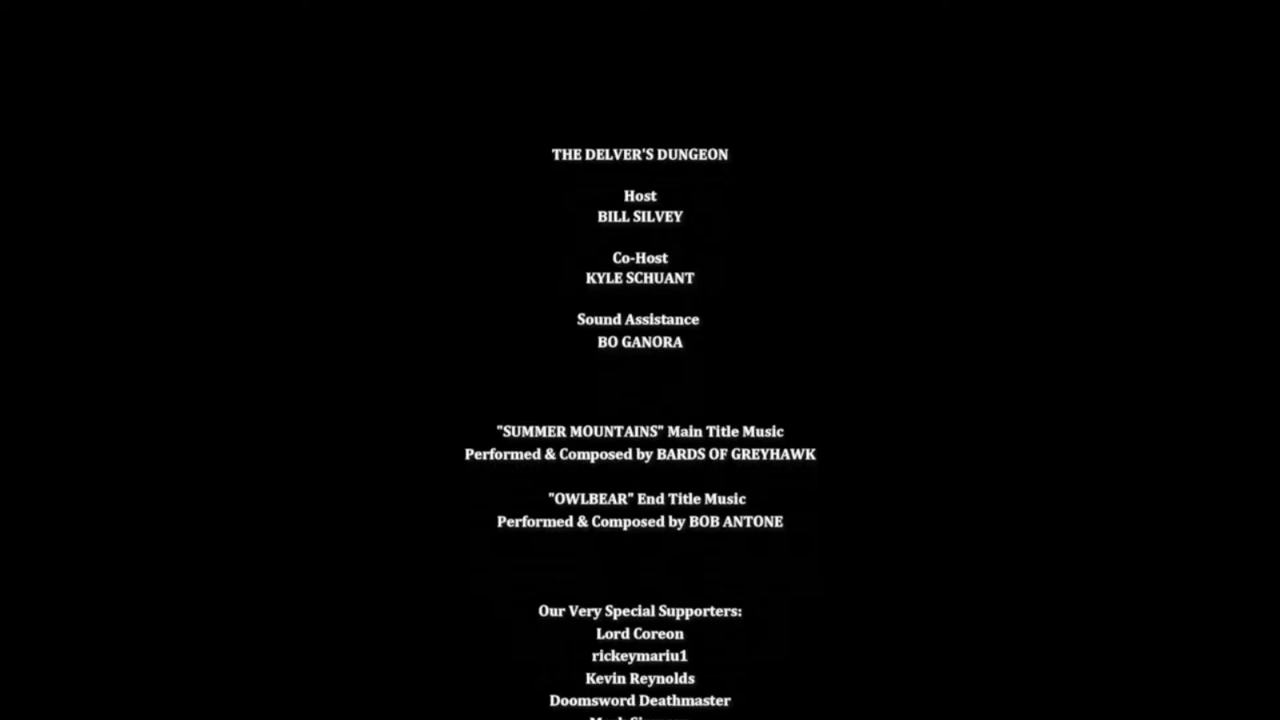 THE DELVER'S DUNGEON
Host
BILL SILVEY
Co-Host
KYLE SCHUANT
Sound Assistance
BO GANORA
"SUMMER MOUNTAINS" Main Title Music
Performed & Composed by BARDS OF GREYHAWK
"OWLBEAR" End Title Music
Performed & Composed by BOB ANTONE
Our Very Special Supporters:
Lord Coreon
rickeymariu1
Kevin Reynolds
Doomsword Deathmaster